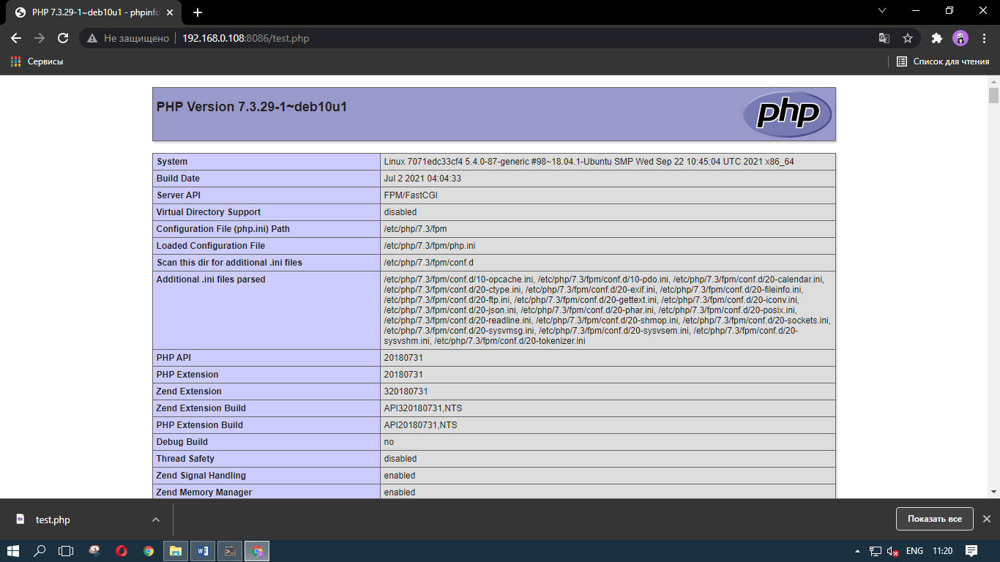 PHP 7.3.29-1~deb10u1 - phpinfo
Не защищено 192.168.0.108:8086/test.php
Сервисы
Список для чтения
PHP Version 7.3.29-1~deb10u1
php
System Linux 7071edc33cf4 5.4.0-87-generic #98~18.04.1-Ubuntu SMP Wed Sep 22 10:45:04 UTC 2021 x86_64
Build Date Jul 2 2021 04:04:33
Server API FPM/FastCGI
Virtual Directory Support disabled
Configuration File (php.ini) Path /etc/php/7.3/fpm
Loaded Configuration File /etc/php/7.3/fpm/php.ini
Scan this dir for additional .ini files /etc/php/7.3/fpm/conf.d
Additional .ini files parsed /etc/php/7.3/fpm/conf.d/10-opcache.ini, /etc/php/7.3/fpm/conf.d/10-pdo.ini, /etc/php/7.3/fpm/conf.d/20-calendar.ini,
/etc/php/7.3/fpm/conf.d/20-ctype.ini, /etc/php/7.3/fpm/conf.d/20-exif.ini, /etc/php/7.3/fpm/conf.d/20-fileinfo.ini,
/etc/php/7.3/fpm/conf.d/20-ftp.ini, /etc/php/7.3/fpm/conf.d/20-gettext.ini, /etc/php/7.3/fpm/conf.d/20-iconv.ini,
/etc/php/7.3/fpm/conf.d/20-json.ini, /etc/php/7.3/fpm/conf.d/20-phar.ini, /etc/php/7.3/fpm/conf.d/20-posix.ini,
/etc/php/7.3/fpm/conf.d/20-readline.ini, /etc/php/7.3/fpm/conf.d/20-shmop.ini, /etc/php/7.3/fpm/conf.d/20-sockets.ini,
/etc/php/7.3/fpm/conf.d/20-sysvmsg.ini, /etc/php/7.3/fpm/conf.d/20-sysvsem.ini, /etc/php/7.3/fpm/conf.d/20-
sysvshm.ini, /etc/php/7.3/fpm/conf.d/20-tokenizer.ini
PHP API 20180731
PHP Extension 20180731
Zend Extension 320180731
Zend Extension Build API320180731,NTS
PHP Extension Build API20180731,NTS
Debug Build no
Thread Safety disabled
Zend Signal Handling enabled
Zend Memory Manager enabled
test.php
Показать все
ENG 11:20